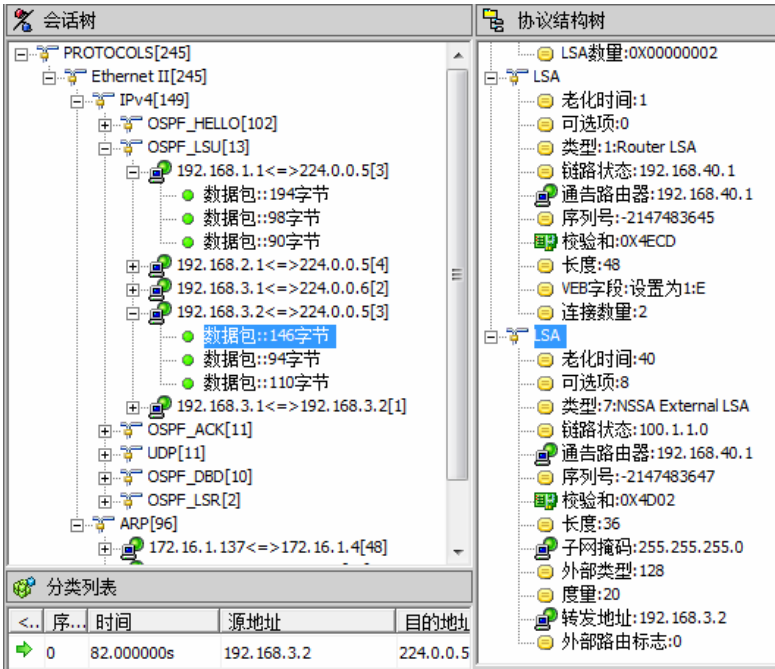 会话树
PROTOCOLS[245]
Ethernet II[245]
IPv4[149]
OSPF_HELLO[102]
OSPF_LSU[13]
192.168.1.1<=>224.0.0.5[3]
数据包::194字节
数据包::98字节
数据包::90字节
192.168.2.1<=>224.0.0.5[4]
192.168.3.1<=>224.0.0.6[2]
192.168.3.2<=>224.0.0.5[3]
数据包::146字节
数据包::94字节
数据包::110字节
192.168.3.1<=>192.168.3.2[1]
OSPF_ACK[11]
UDP[11]
OSPF_DBD[10]
OSPF_LSR[2]
ARP[96]
172.16.1.137<=>172.16.1.4[48]
分类列表
<.. 序... 时间 源地址 目的地址
0 82.000000s 192.168.3.2 224.0.0.5
协议结构树
LSA数量:0X00000002
LSA
老化时间:1
可选项:0
类型:1:Router LSA
链路状态:192.168.40.1
通告路由器:192.168.40.1
序列号:-2147483645
校验和:0X4ECD
长度:48
VEB字段:设置为1:E
连接数量:2
LSA
老化时间:40
可选项:8
类型:7:NSSA External LSA
链路状态:100.1.1.0
通告路由器:192.168.40.1
序列号:-2147483647
校验和:0X4D02
长度:36
子网掩码:255.255.255.0
外部类型:128
度量:20
转发地址:192.168.3.2
外部路由标志:0